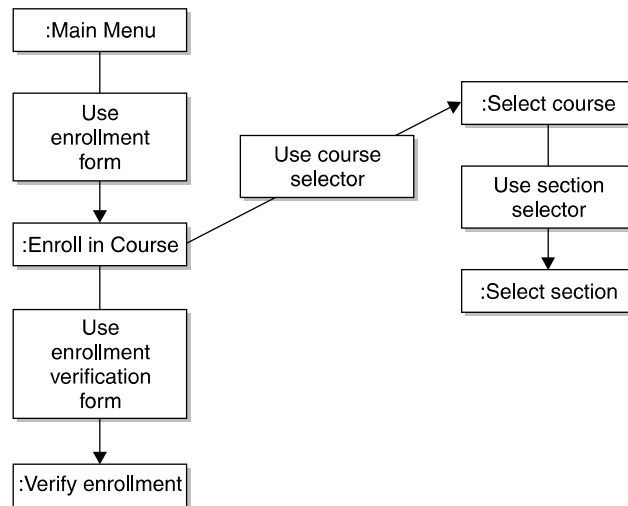 :Main Menu
Use
enrollment
form
:Enroll in Course
Use
enrollment
verification
form
:Verify enrollment
Use course
selector
:Select course
Use section
selector
:Select section